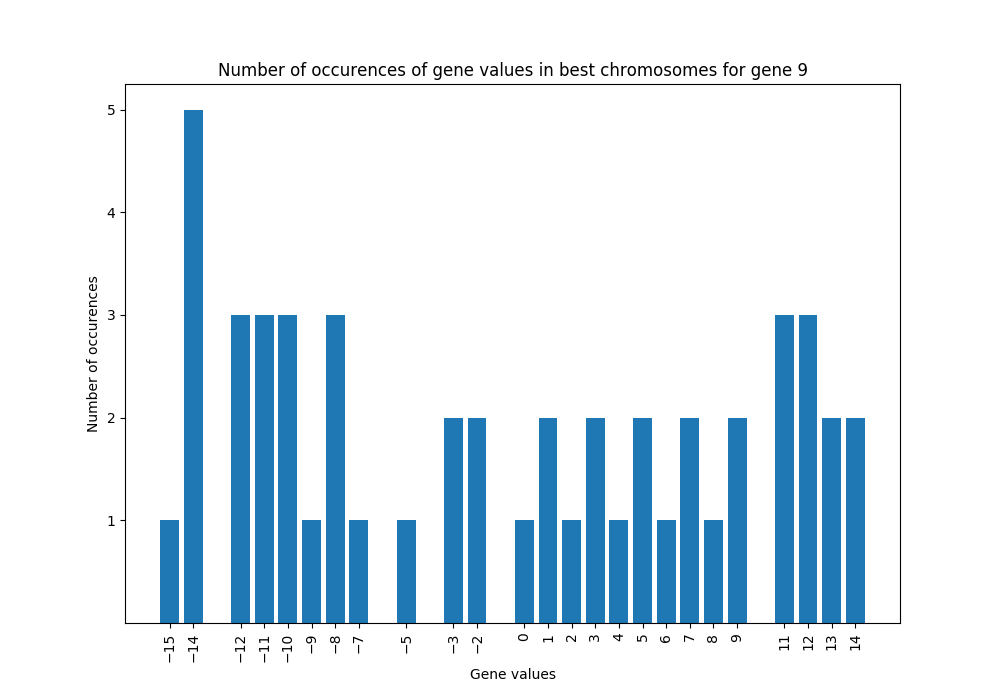 Number of occurences of gene values in best chromosomes for gene 9
5
4
3
2
1
Number of occurences
−15 −14 −12 −11 −10 −9 −8 −7 −5 −3 −2 0 1 2 3 4 5 6 7 8 9 11 12 13 14
Gene values